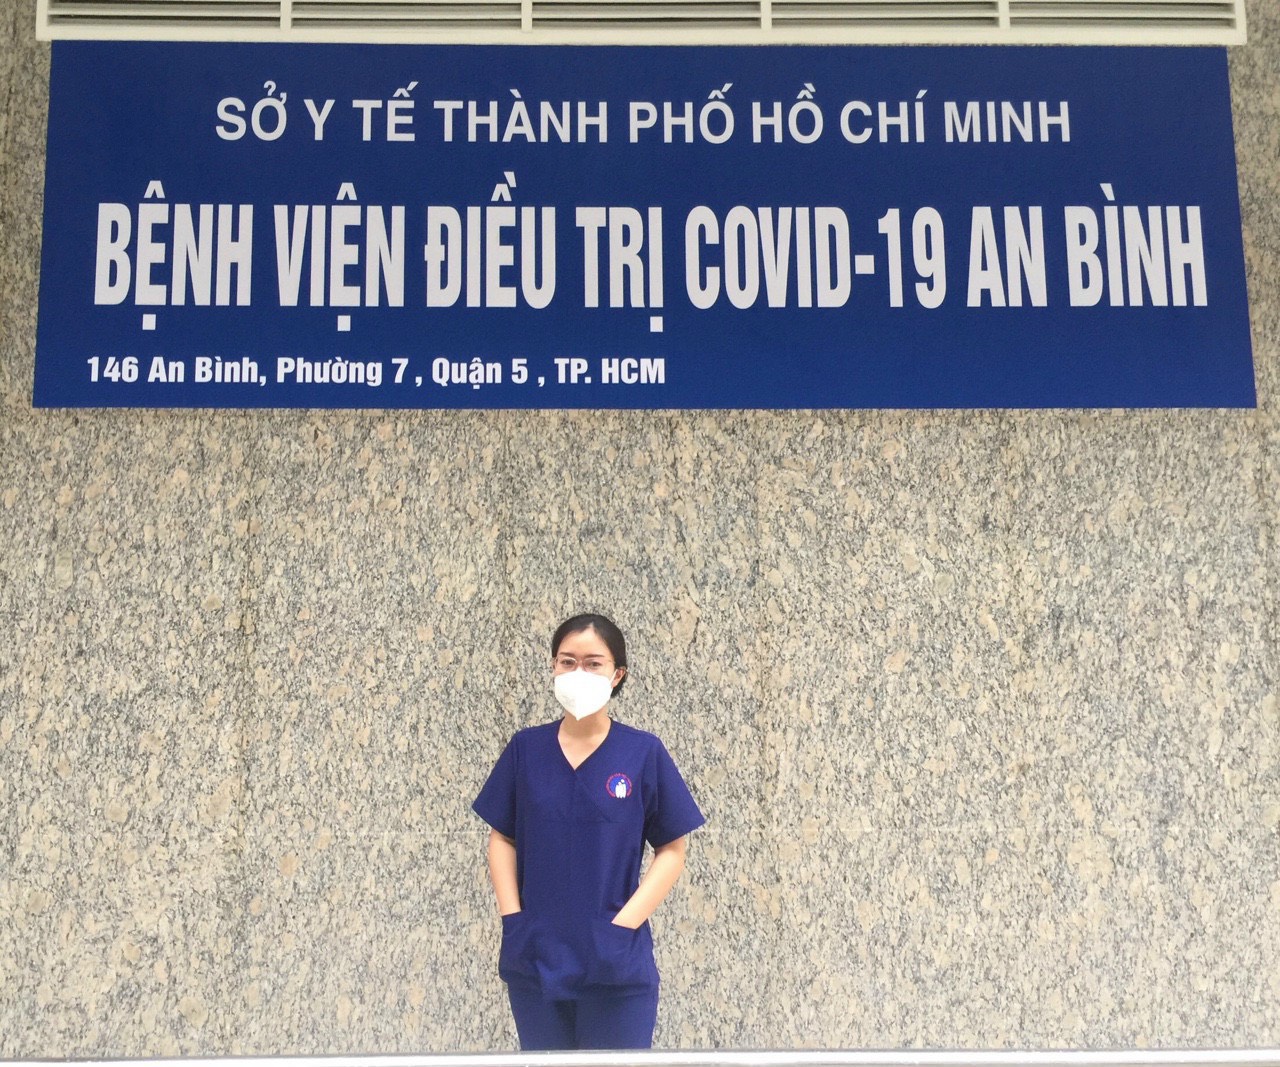 SỞ Y TẾ THÀNH PHỐ HỒ CHÍ MINH
BỆNH VIỆN ĐIỀU TRỊ COVID-19 AN BÌNH
146 An Bình, Phường 7 , Quận 5 , TP. HCM